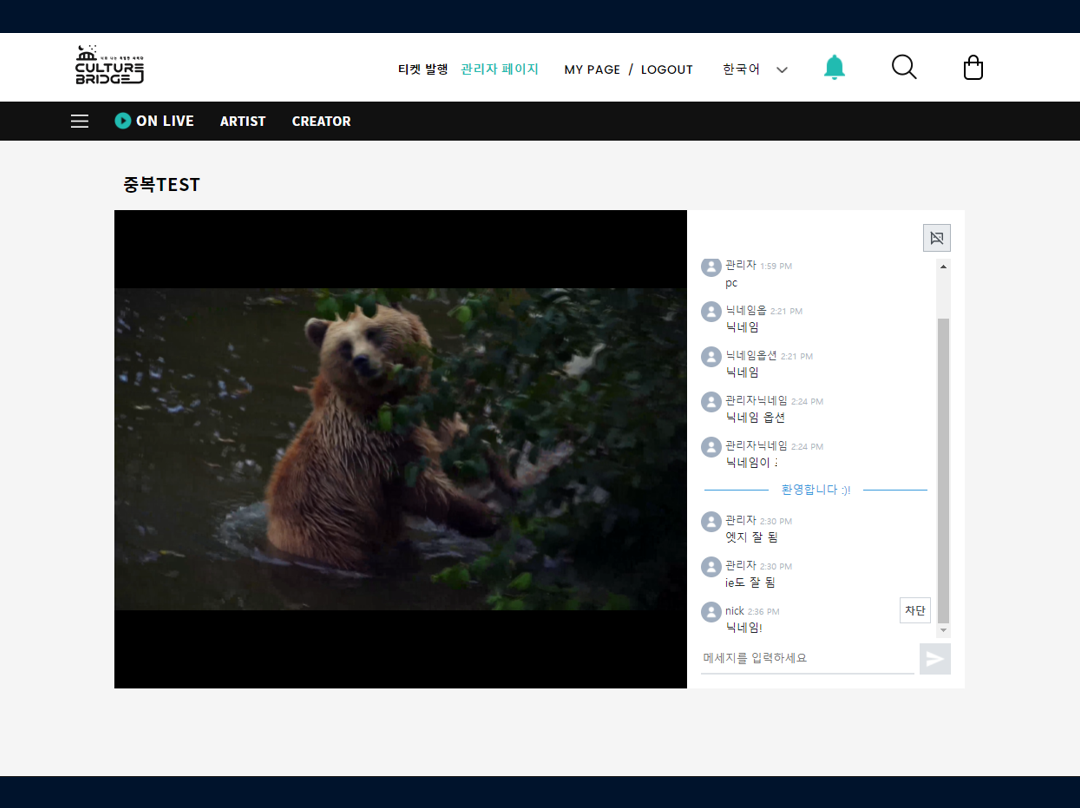 CULTURE
BRIDGE
티켓 발행 관리자 페이지 MY PAGE / LOGOUT 한국어
ON LIVE ARTIST CREATOR
중복TEST
관리자 1:59 PM
pc
닉네임옵 2:21 PM
닉네임
닉네임옵션 2:21 PM
닉네임
관리자닉네임 2:24 PM
닉네임 옵션
관리자닉네임 2:24 PM
닉네임이
환영합니다 :)!
관리자 2:30 PM
엣지 잘 됨
관리자 2:30 PM
ie도 잘 됨
nick 2:36 PM 차단
닉네임!
메세지를 입력하세요